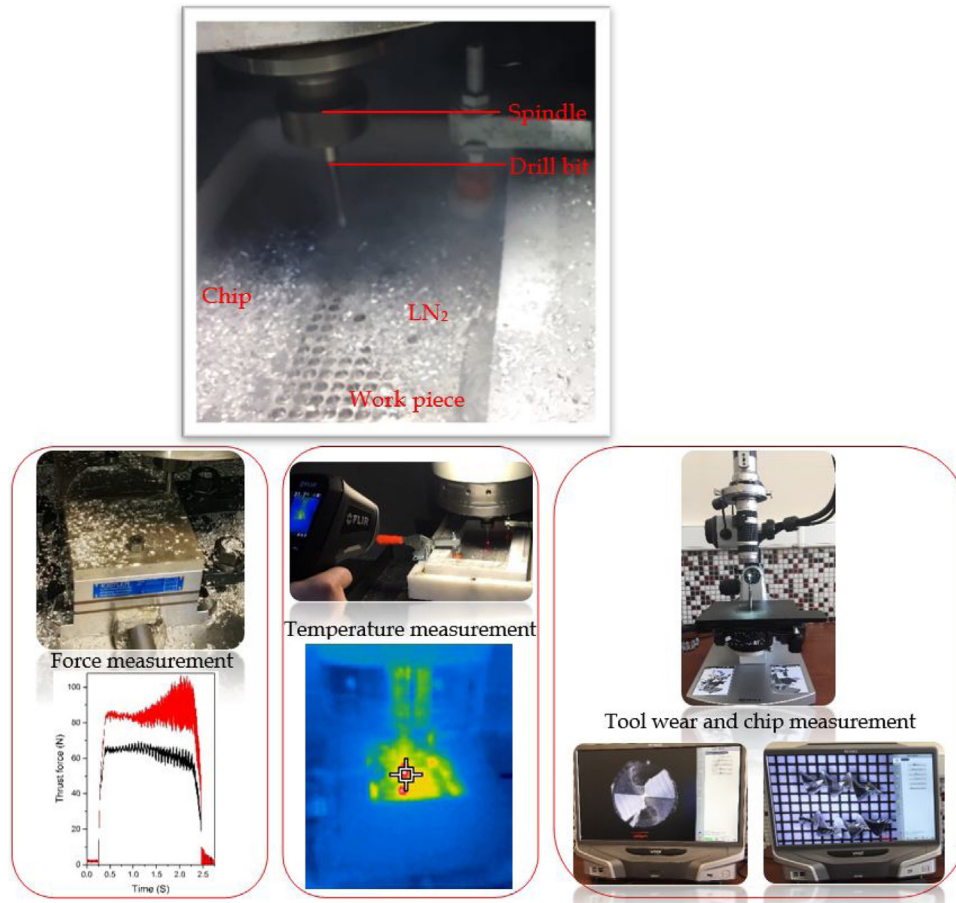 Spindle
Drill bit
Chip
LN₂
Work piece
FLIR
Force measurement
Temperature measurement
Tool wear and chip measurement
100
80
60
40
20
0
Thrust force (N)
0.0 0.5 1.0 1.5 2.0 2.5
Time (S)